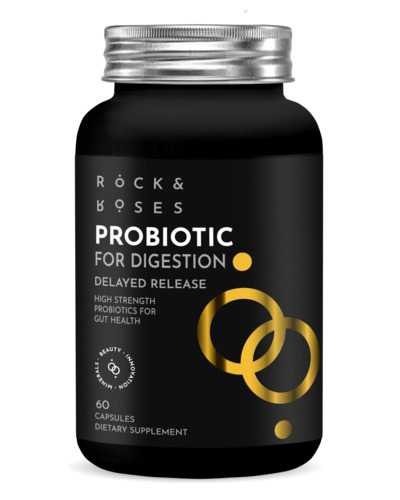 RȮCK &
ROSES
PROBIOTIC
FOR DIGESTION
DELAYED RELEASE
HIGH STRENGTH
PROBIOTICS FOR
GUT HEALTH
BEAUTY · INNOVATION · MINERALS ·
60
CAPSULES
DIETARY SUPPLEMENT